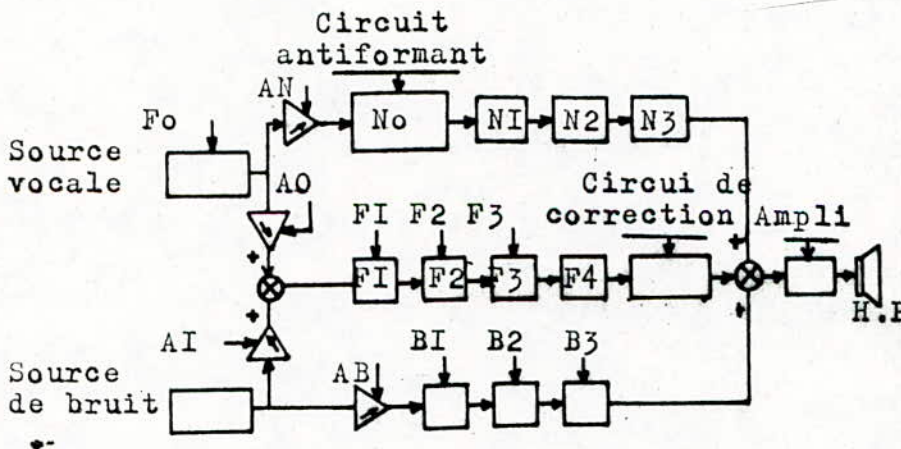 Circuit
antiformant
AN
Fo
No
NI
N2
N3
Source
vocale
AO
Circui de
correction
Ampli
FI F2 F3
FI
F2
F3
F4
H.P
AI
BI B2 B3
AB
Source
de bruit